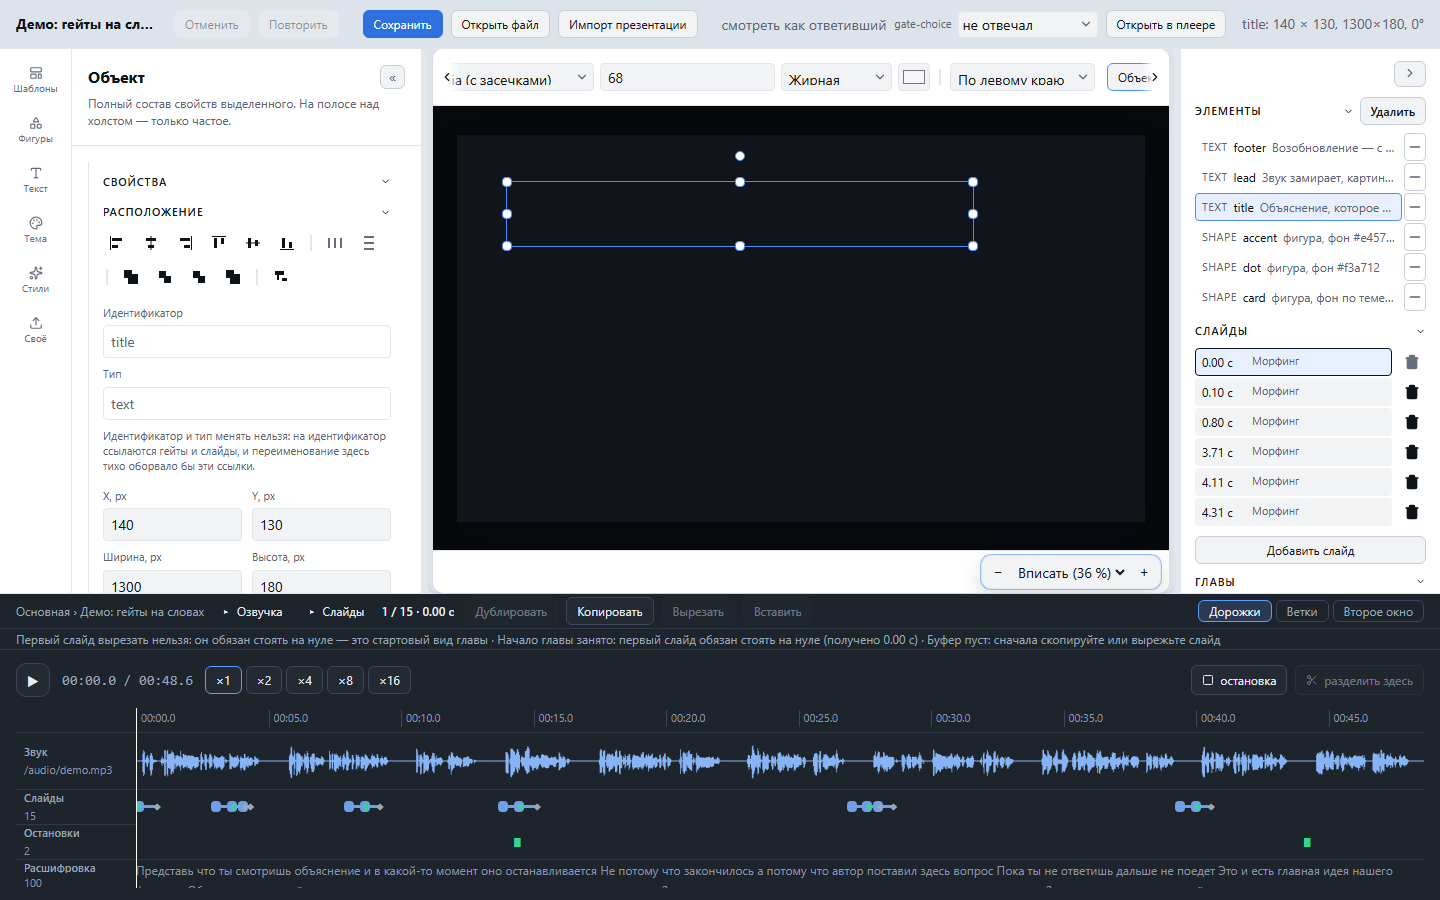 Демо: гейты на сл...
Отменить
Повторить
Сохранить
Открыть файл
Импорт презентации
смотреть как ответивший
gate-choice
не отвечал
Открыть в плеере
title: 140 × 130, 1300×180, 0°
Шаблоны
Фигуры
Текст
Тема
Стили
Своё
Объект
«
Полный состав свойств выделенного. На полосе над
холстом — только частое.
СВОЙСТВА
РАСПОЛОЖЕНИЕ
Идентификатор
title
Тип
text
Идентификатор и тип менять нельзя: на идентификатор
ссылаются гейты и слайды, и переименование здесь
тихо оборвало бы эти ссылки.
X, px
Y, px
140
130
Ширина, px
Высота, px
1300
180
(с засечками)
68
Жирная
По левому краю
− Вписать (36 %) +
ЭЛЕМЕНТЫ
Удалить
TEXT footer Возобновление — с ...
TEXT lead Звук замирает, картин...
TEXT title Объяснение, которое ...
SHAPE accent фигура, фон #e457...
SHAPE dot фигура, фон #f3a712
SHAPE card фигура, фон по теме...
СЛАЙДЫ
0.00 с Морфинг
0.10 с Морфинг
0.80 с Морфинг
3.71 с Морфинг
4.11 с Морфинг
4.31 с Морфинг
Добавить слайд
ГЛАВЫ
Основная › Демо: гейты на словах
Озвучка
Слайды
1 / 15 · 0.00 с
Дублировать
Копировать
Вырезать
Вставить
Дорожки
Ветки
Второе окно
Первый слайд вырезать нельзя: он обязан стоять на нуле — это стартовый вид главы · Начало главы занято: первый слайд обязан стоять на нуле (получено 0.00 с) · Буфер пуст: сначала скопируйте или вырежьте слайд
00:00.0 / 00:48.6
×1
×2
×4
×8
×16
остановка
разделить здесь
00:00.0
00:05.0
00:10.0
00:15.0
00:20.0
00:25.0
00:30.0
00:35.0
00:40.0
00:45.0
Звук
/audio/demo.mp3
Слайды
15
Остановки
2
Расшифровка
100
Представь что ты смотришь объяснение и в какой-то момент оно останавливается Не потому что закончилось а потому что автор поставил здесь вопрос Пока ты не ответишь дальше не поедет Это и есть главная идея нашего